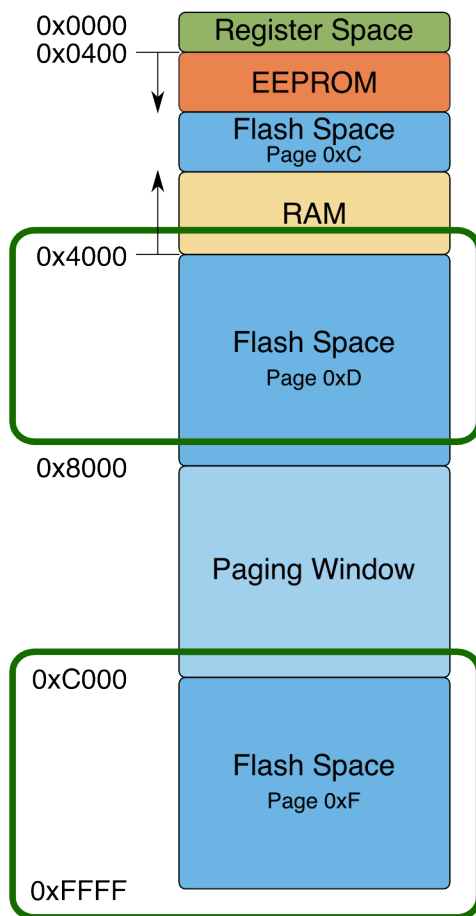 0x0000
Register Space
0x0400
EEPROM
Flash Space
Page 0xC
RAM
0x4000
Flash Space
Page 0xD
0x8000
Paging Window
0xC000
Flash Space
Page 0xF
0xFFFF